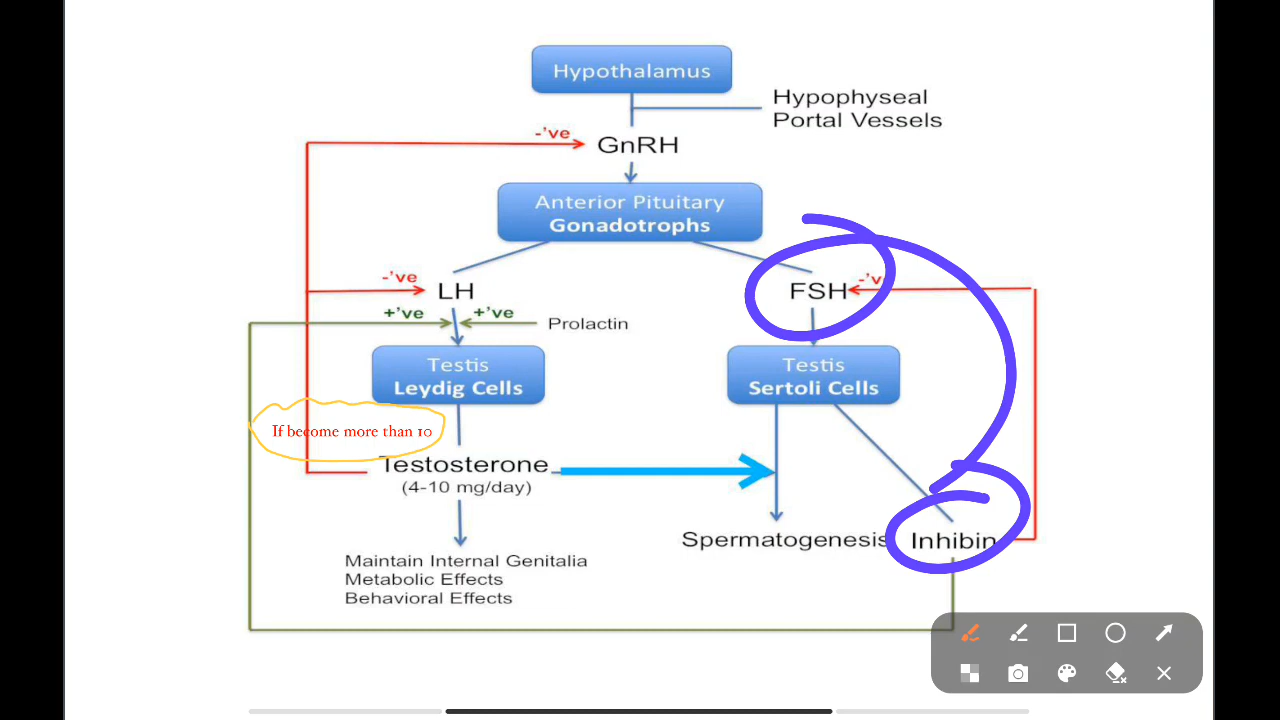 Hypothalamus
Hypophyseal
Portal Vessels
-'ve
GnRH
Anterior Pituitary
Gonadotrophs
-'ve
LH
FSH
-'v
+'ve
+'ve
Prolactin
Testis
Leydig Cells
Testis
Sertoli Cells
If become more than 10
Testosterone
(4-10 mg/day)
Spermatogenesis
Inhibin
Maintain Internal Genitalia
Metabolic Effects
Behavioral Effects